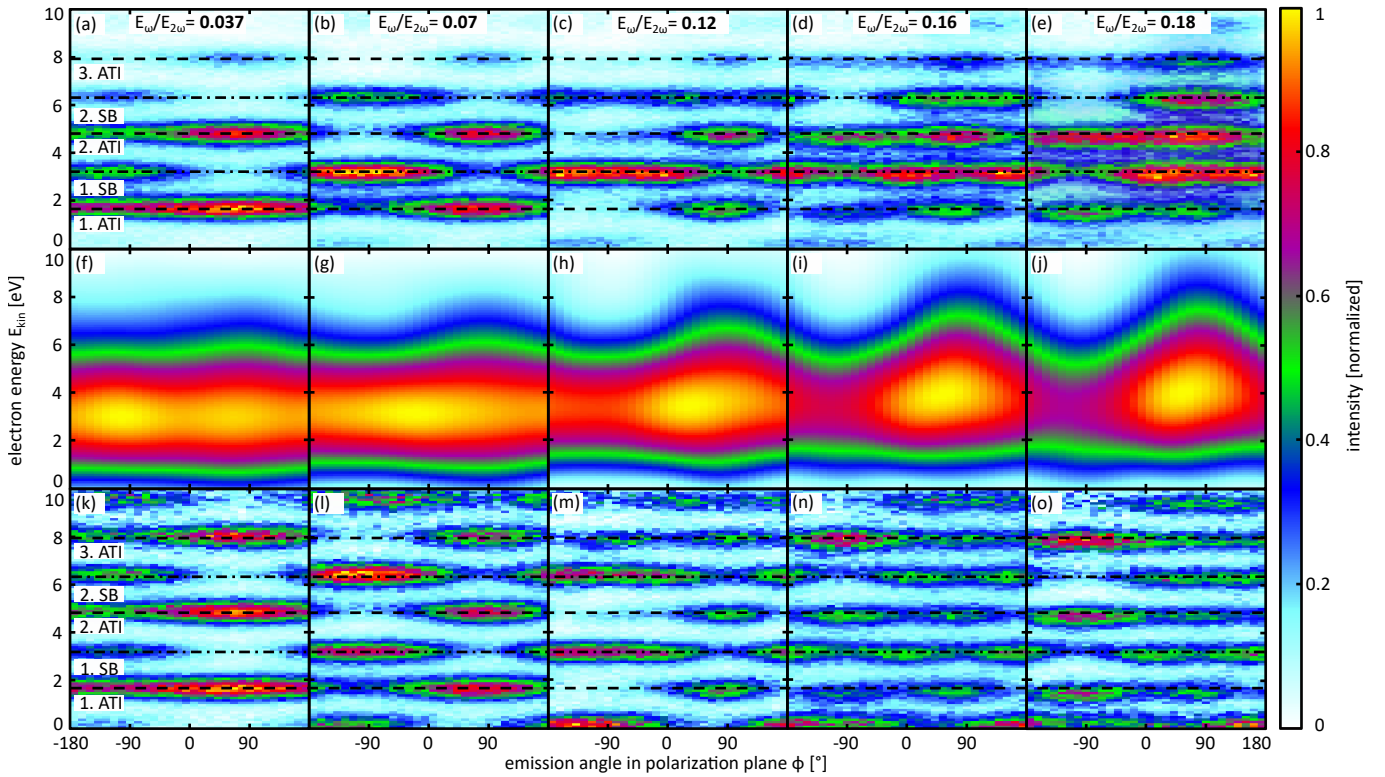 (a) Eω/E2ω= 0.037 (b) Eω/E2ω= 0.07 (c) Eω/E2ω= 0.12 (d) Eω/E2ω= 0.16 (e) Eω/E2ω= 0.18
10
8
3. ATI
6
2. SB
2. ATI
4
1. SB
2
1. ATI
0
(f) (g) (h) (i) (j)
10
8
6
4
2
0
(k) (l) (m) (n) (o)
10
8
3. ATI
6
2. SB
2. ATI
4
1. SB
2
1. ATI
0
-180 -90 0 90 -90 0 90 -90 0 90 -90 0 90 -90 0 90 180
emission angle in polarization plane ϕ [°]
electron energy Ekin [eV]
1
0.8
0.6
0.4
0.2
0
intensity [normalized]